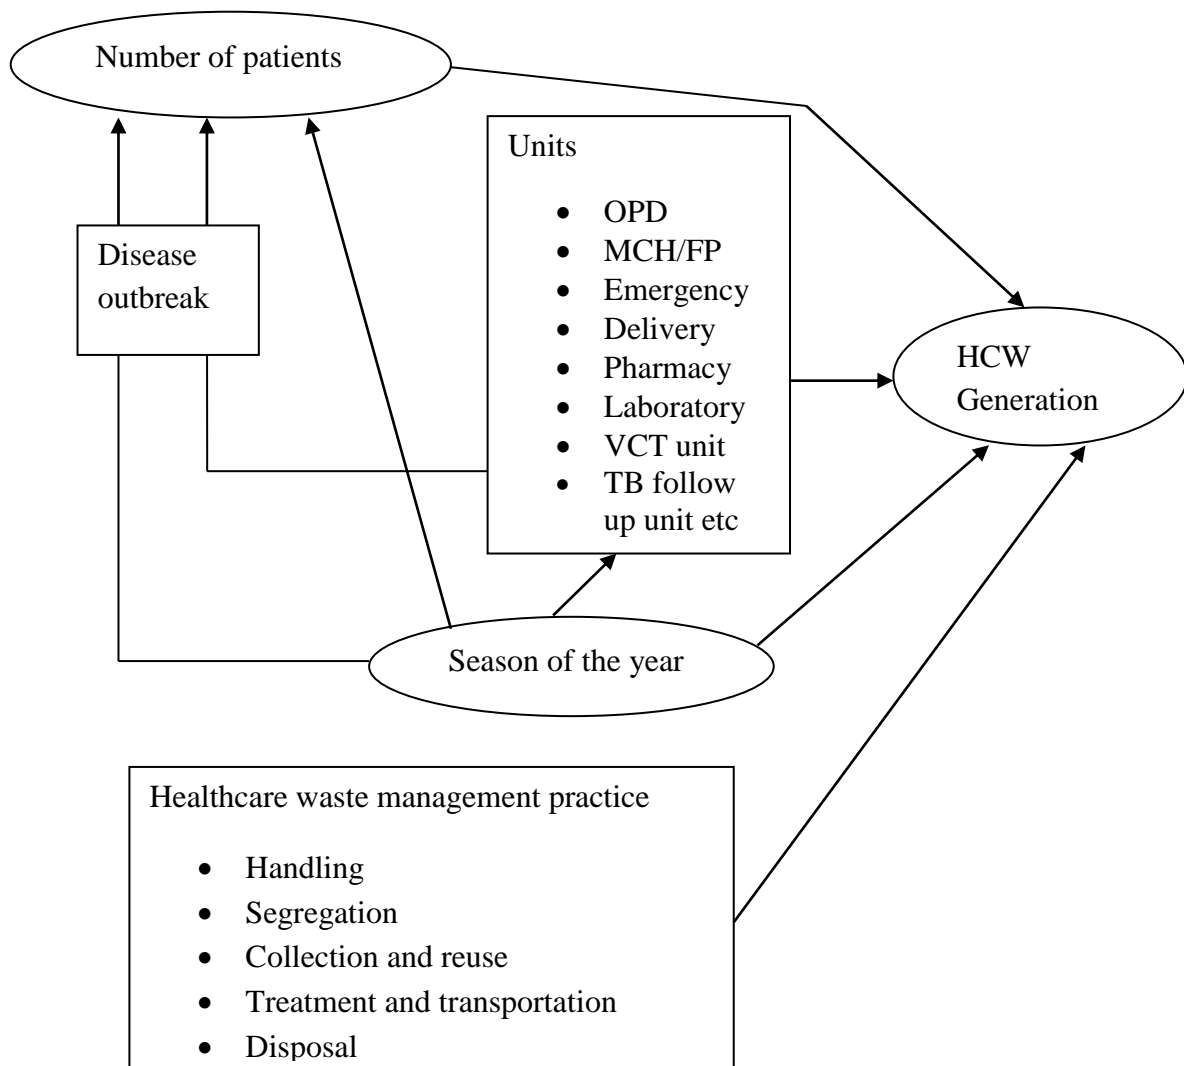 Number of patients
Units
• OPD
• MCH/FP
• Emergency
• Delivery
• Pharmacy
• Laboratory
• VCT unit
• TB follow
up unit etc
Disease
outbreak
HCW
Generation
Season of the year
Healthcare waste management practice
• Handling
• Segregation
• Collection and reuse
• Treatment and transportation
• Disposal